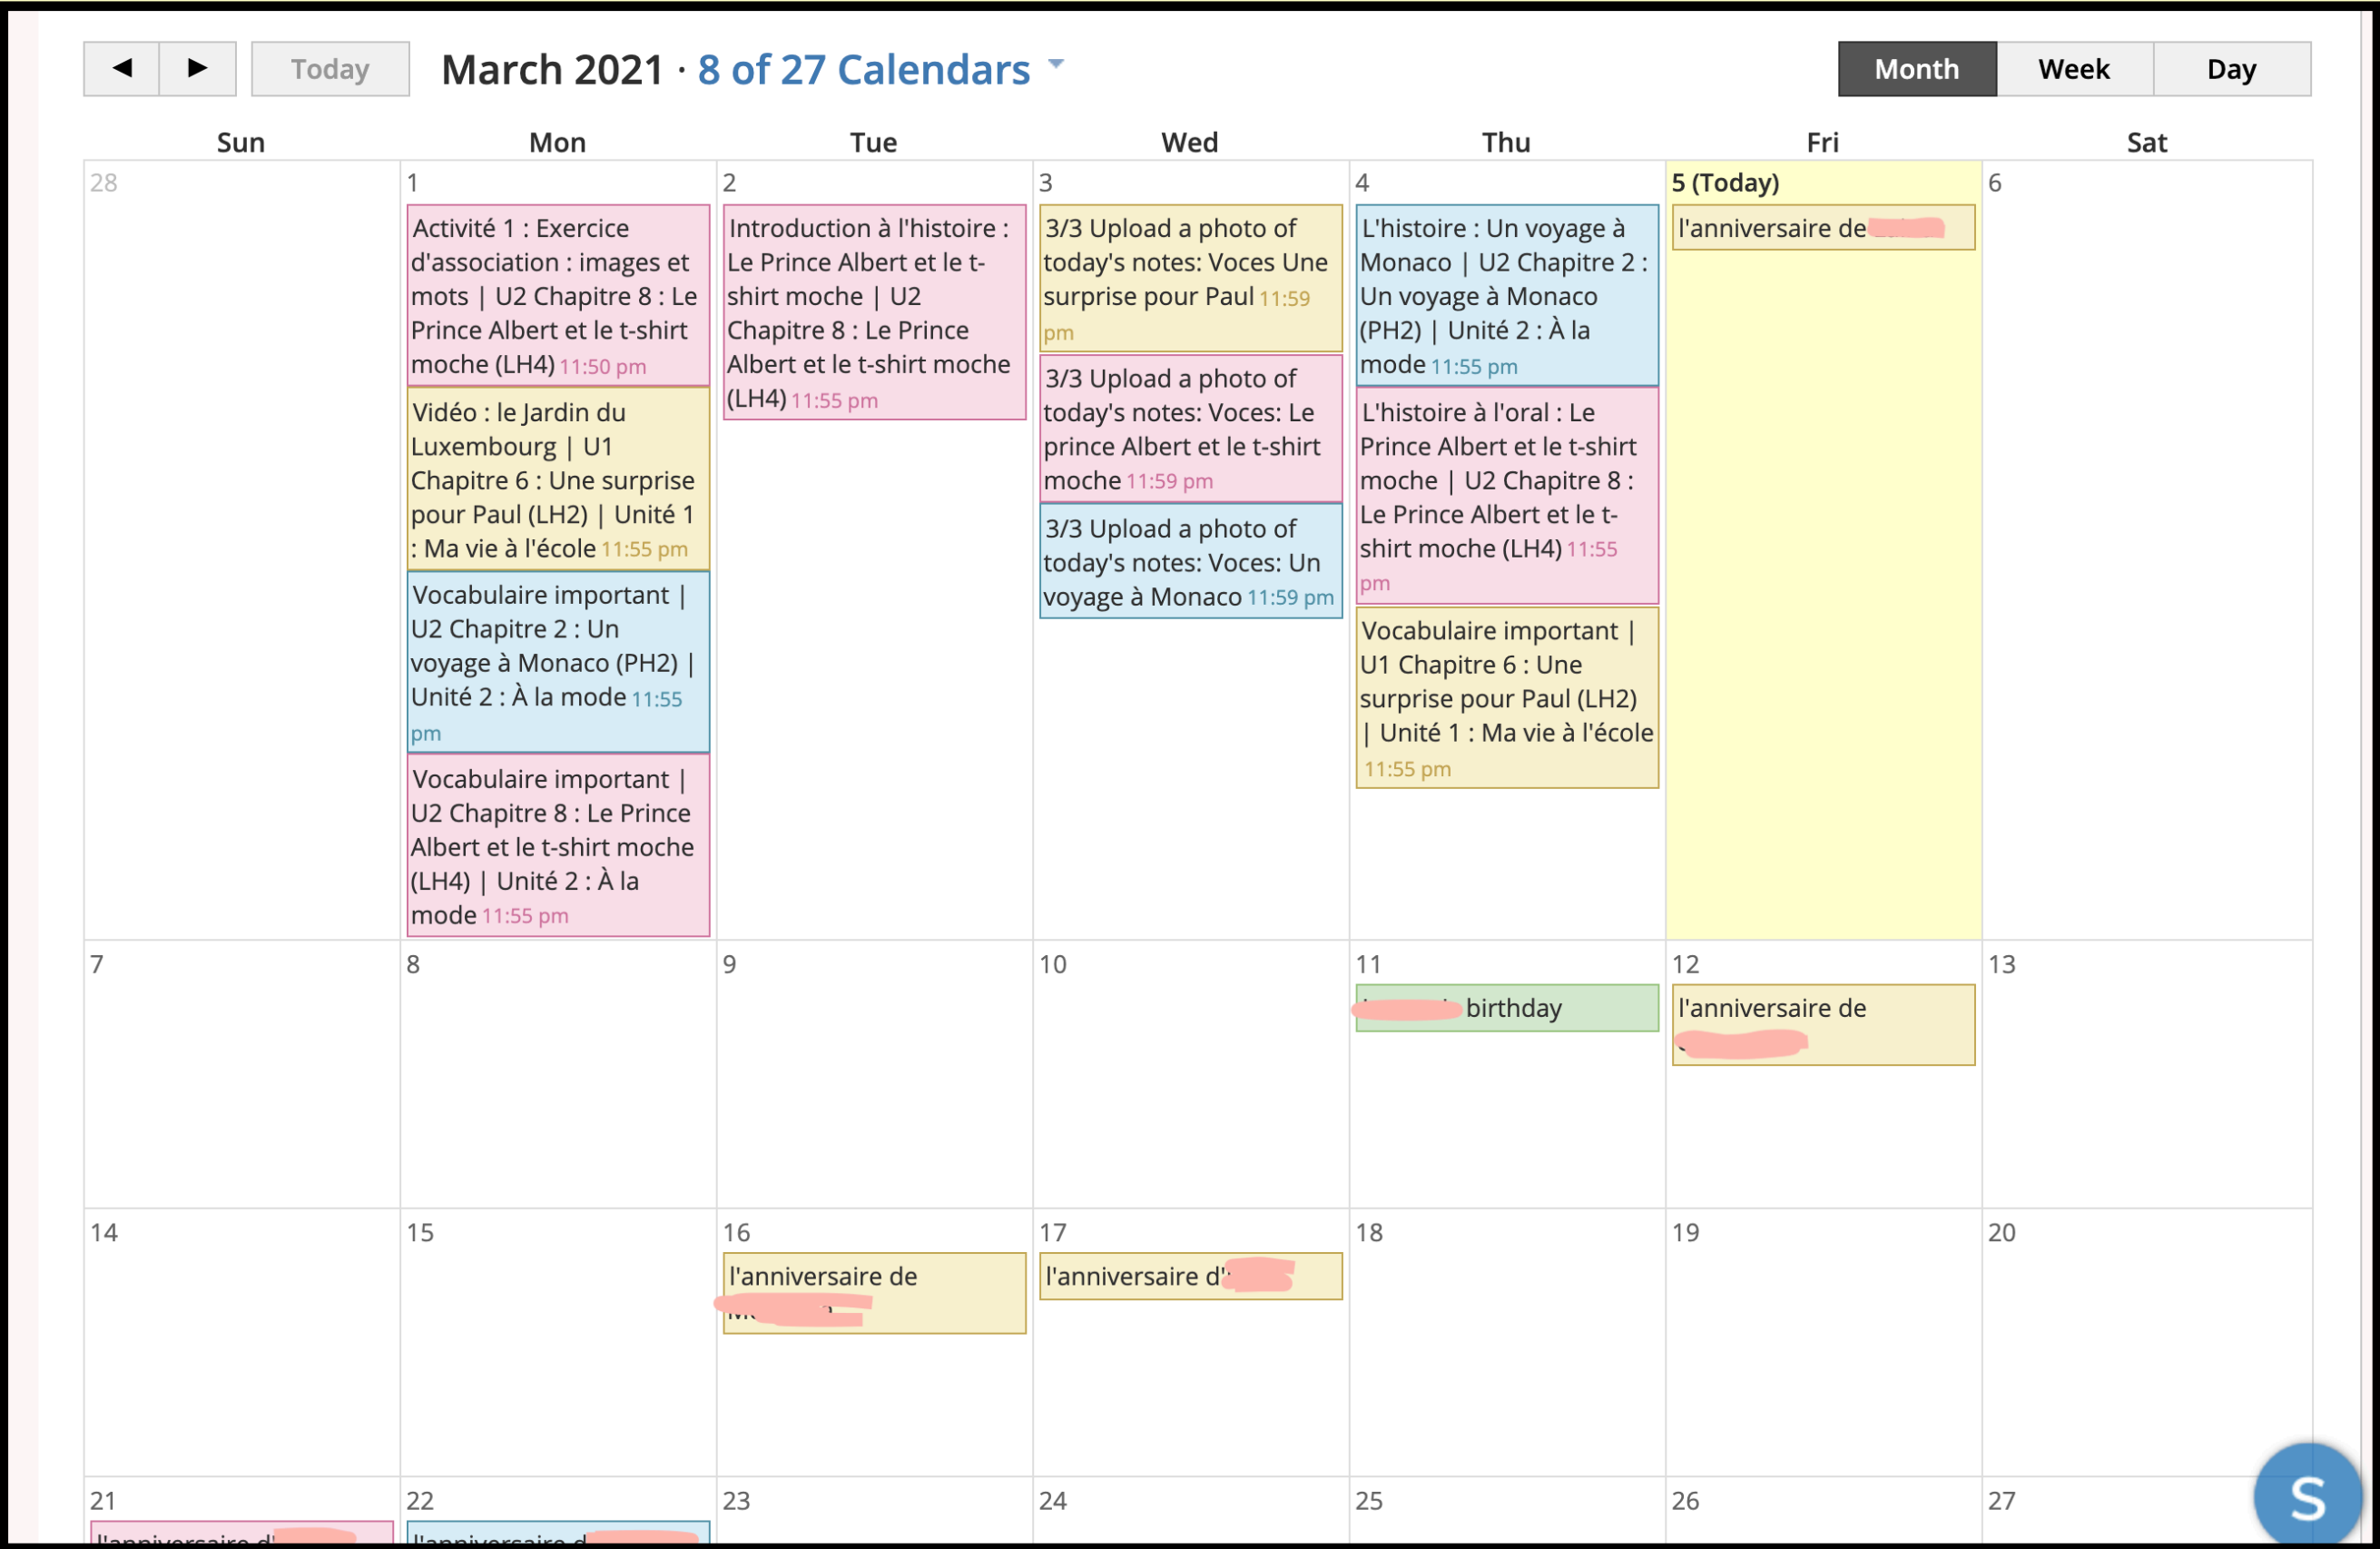 ◀ ▶ Today March 2021 · 8 of 27 Calendars Month Week Day
Sun Mon Tue Wed Thu Fri Sat
28
1
Activité 1 : Exercice
d'association : images et
mots | U2 Chapitre 8 : Le
Prince Albert et le t-shirt
moche (LH4) 11:50 pm
Vidéo : le Jardin du
Luxembourg | U1
Chapitre 6 : Une surprise
pour Paul (LH2) | Unité 1
: Ma vie à l'école 11:55 pm
Vocabulaire important |
U2 Chapitre 2 : Un
voyage à Monaco (PH2) |
Unité 2 : À la mode 11:55
pm
Vocabulaire important |
U2 Chapitre 8 : Le Prince
Albert et le t-shirt moche
(LH4) | Unité 2 : À la
mode 11:55 pm
2
Introduction à l'histoire :
Le Prince Albert et le t-
shirt moche | U2
Chapitre 8 : Le Prince
Albert et le t-shirt moche
(LH4) 11:55 pm
3
3/3 Upload a photo of
today's notes: Voces Une
surprise pour Paul 11:59
pm
3/3 Upload a photo of
today's notes: Voces: Le
prince Albert et le t-shirt
moche 11:59 pm
3/3 Upload a photo of
today's notes: Voces: Un
voyage à Monaco 11:59 pm
4
L'histoire : Un voyage à
Monaco | U2 Chapitre 2 :
Un voyage à Monaco
(PH2) | Unité 2 : À la
mode 11:55 pm
L'histoire à l'oral : Le
Prince Albert et le t-shirt
moche | U2 Chapitre 8 :
Le Prince Albert et le t-
shirt moche (LH4) 11:55
pm
Vocabulaire important |
U1 Chapitre 6 : Une
surprise pour Paul (LH2)
| Unité 1 : Ma vie à l'école
11:55 pm
5 (Today)
l'anniversaire de
6
7
8
9
10
11
birthday
12
l'anniversaire de
13
14
15
16
l'anniversaire de
17
l'anniversaire d'
18
19
20
21
l'anniversaire d'
22
l'anniversaire d
23
24
25
26
27
S